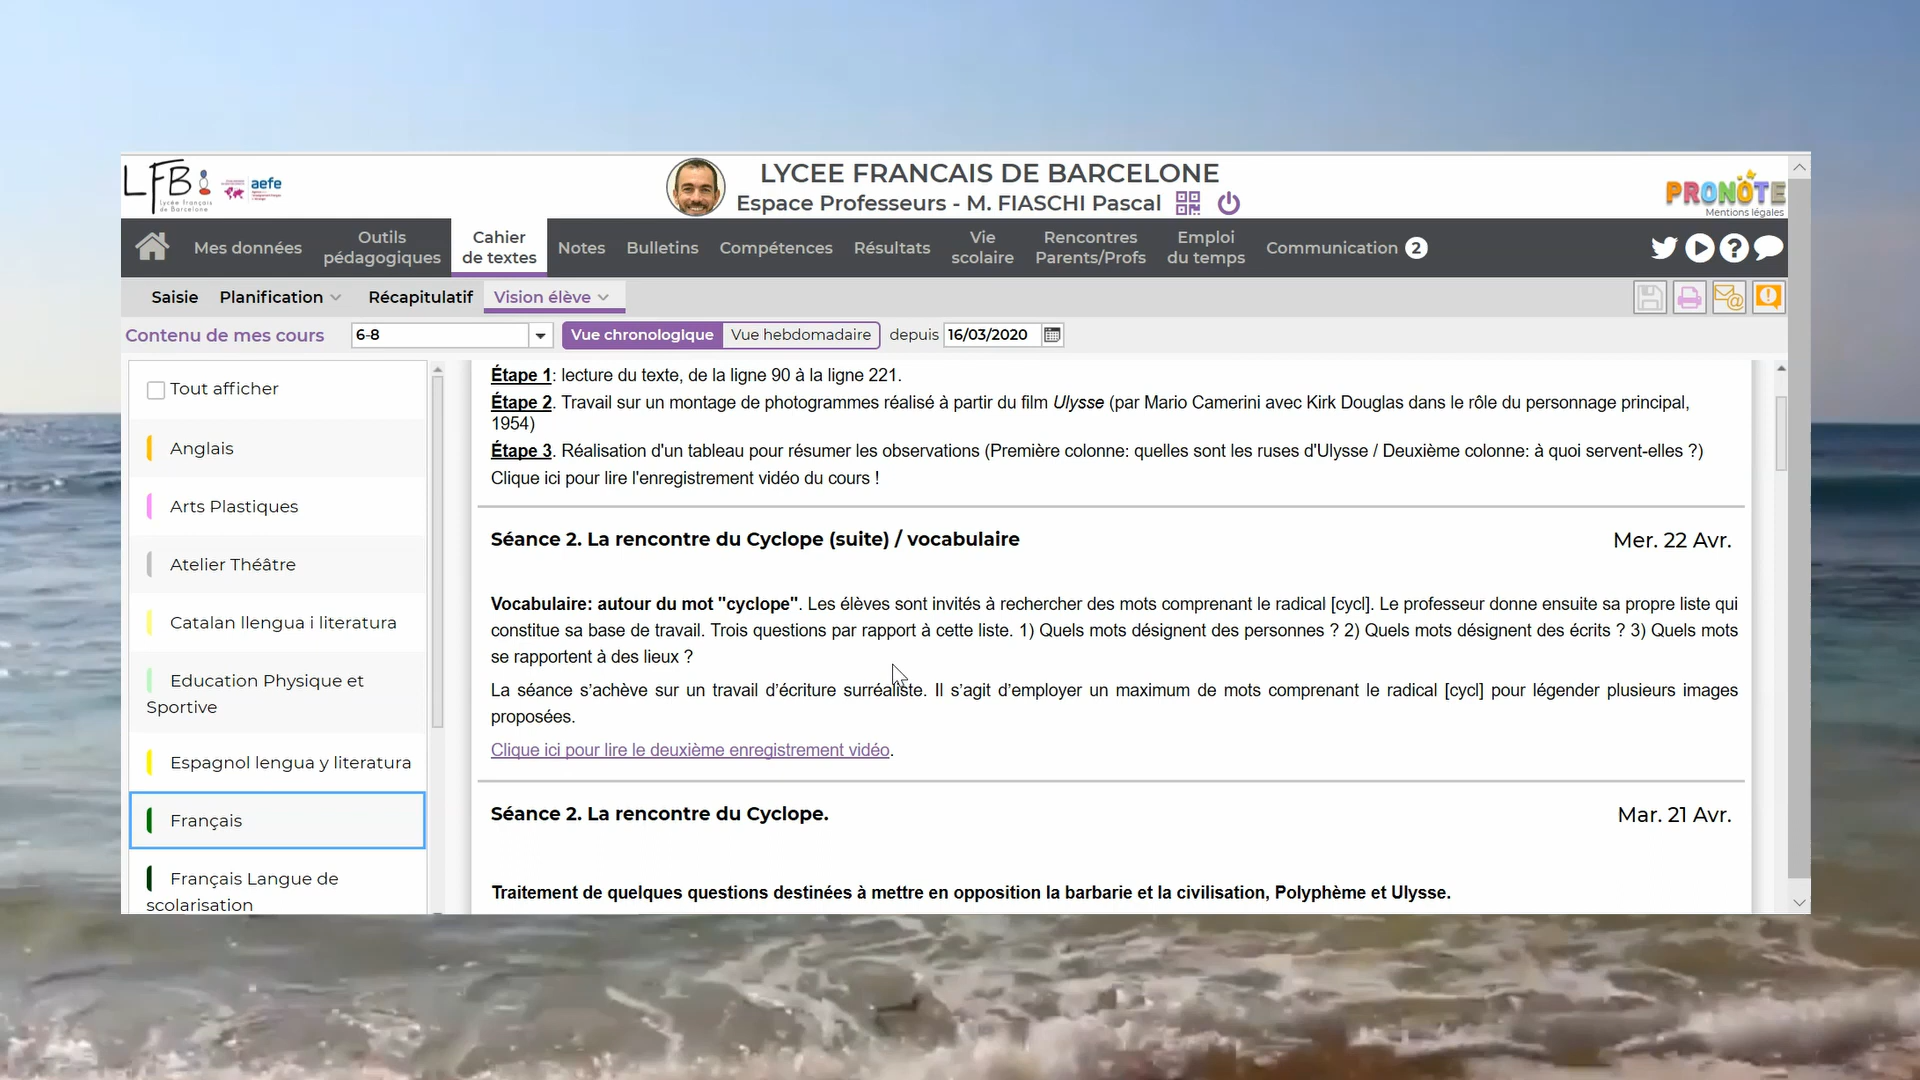 LFB
Lycée français
de Barcelone
aefe
LYCEE FRANCAIS DE BARCELONE
Espace Professeurs - M. FIASCHI Pascal
PRONOTE
Mentions légales
Mes données
Outils
pédagogiques
Cahier
de textes
Notes
Bulletins
Compétences
Résultats
Vie
scolaire
Rencontres
Parents/Profs
Emploi
du temps
Communication 2
Saisie
Planification
Récapitulatif
Vision élève
Contenu de mes cours
6-8
Vue chronologique
Vue hebdomadaire
depuis
16/03/2020
Tout afficher
Anglais
Arts Plastiques
Atelier Théâtre
Catalan llengua i literatura
Education Physique et
Sportive
Espagnol lengua y literatura
Français
Français Langue de
scolarisation
Étape 1: lecture du texte, de la ligne 90 à la ligne 221.
Étape 2. Travail sur un montage de photogrammes réalisé à partir du film Ulysse (par Mario Camerini avec Kirk Douglas dans le rôle du personnage principal,
1954)
Étape 3. Réalisation d'un tableau pour résumer les observations (Première colonne: quelles sont les ruses d'Ulysse / Deuxième colonne: à quoi servent-elles ?)
Clique ici pour lire l'enregistrement vidéo du cours !
Séance 2. La rencontre du Cyclope (suite) / vocabulaire
Mer. 22 Avr.
Vocabulaire: autour du mot "cyclope". Les élèves sont invités à rechercher des mots comprenant le radical [cycl]. Le professeur donne ensuite sa propre liste qui
constitue sa base de travail. Trois questions par rapport à cette liste. 1) Quels mots désignent des personnes ? 2) Quels mots désignent des écrits ? 3) Quels mots
se rapportent à des lieux ?
La séance s’achève sur un travail d’écriture surréaliste. Il s’agit d’employer un maximum de mots comprenant le radical [cycl] pour légender plusieurs images
proposées.
Clique ici pour lire le deuxième enregistrement vidéo.
Séance 2. La rencontre du Cyclope.
Mar. 21 Avr.
Traitement de quelques questions destinées à mettre en opposition la barbarie et la civilisation, Polyphème et Ulysse.